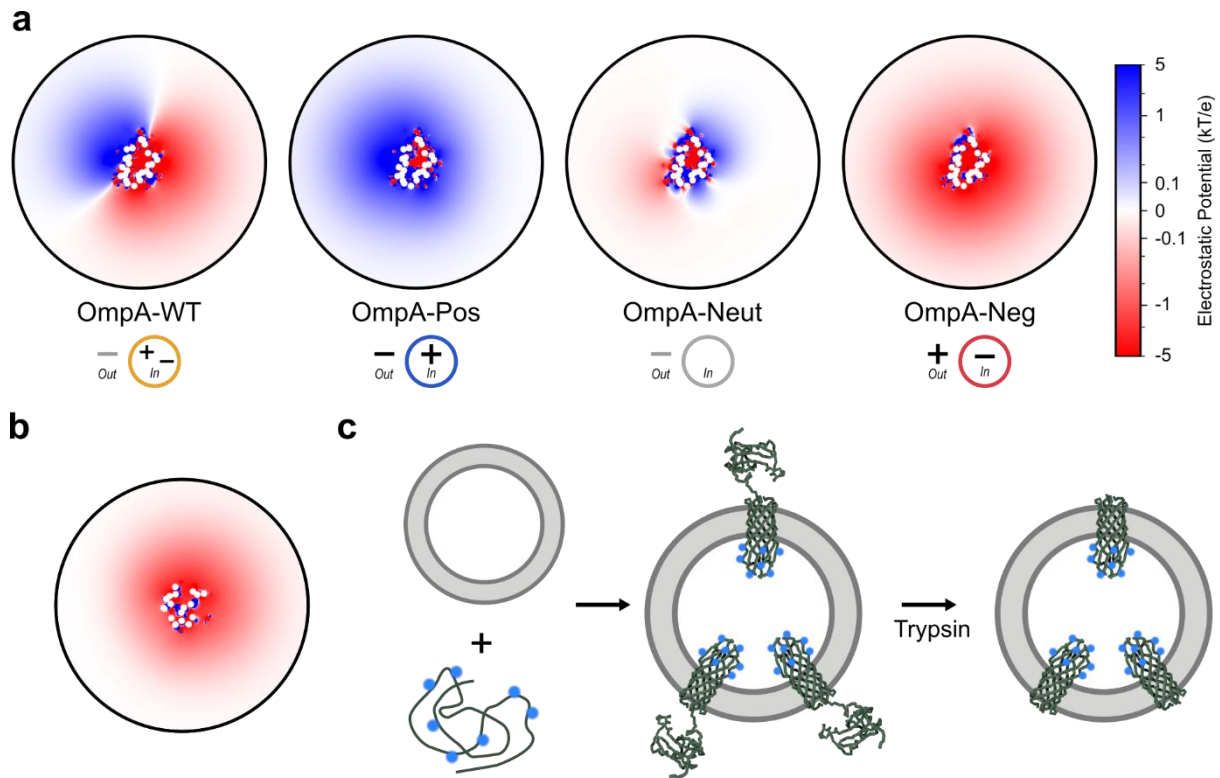 a
OmpA-WT
− Out + − In
OmpA-Pos
− Out + In
OmpA-Neut
− Out In
OmpA-Neg
+ Out − In
5
1
0.1
0
-0.1
-1
-5
Electrostatic Potential (kT/e)
b
c
+
Trypsin